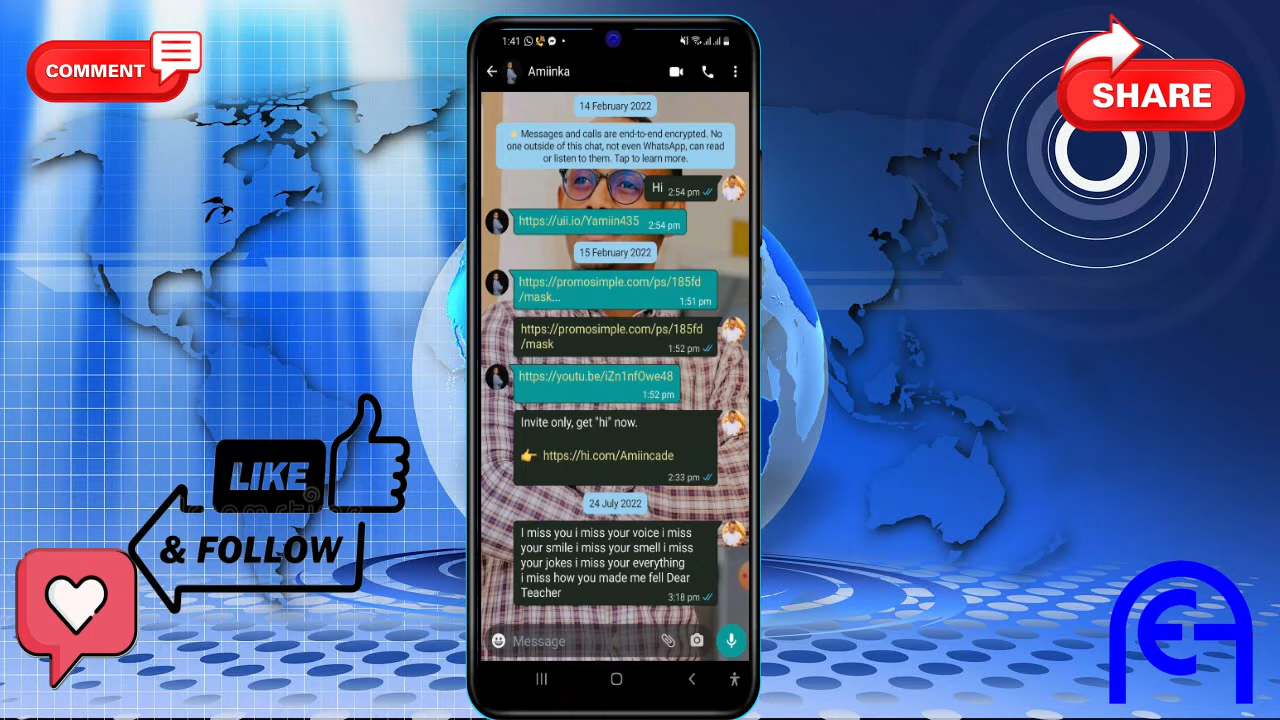 COMMENT
SHARE
1:41
Amiinka
14 February 2022
Messages and calls are end-to-end encrypted. No
one outside of this chat, not even WhatsApp, can read
or listen to them. Tap to learn more.
Hi 2:54 pm
https://uii.io/Yamiin435 2:54 pm
15 February 2022
https://promosimple.com/ps/185fd
/mask...
1:51 pm
https://promosimple.com/ps/185fd
/mask
1:52 pm
https://youtu.be/iZn1nfOwe48
1:52 pm
Invite only, get "hi" now.
👉 https://hi.com/Amiincade
2:33 pm
24 July 2022
I miss you i miss your voice i miss
your smile i miss your smell i miss
your jokes i miss your everything
i miss how you made me fell Dear
Teacher
3:18 pm
Message
LIKE
& FOLLOW